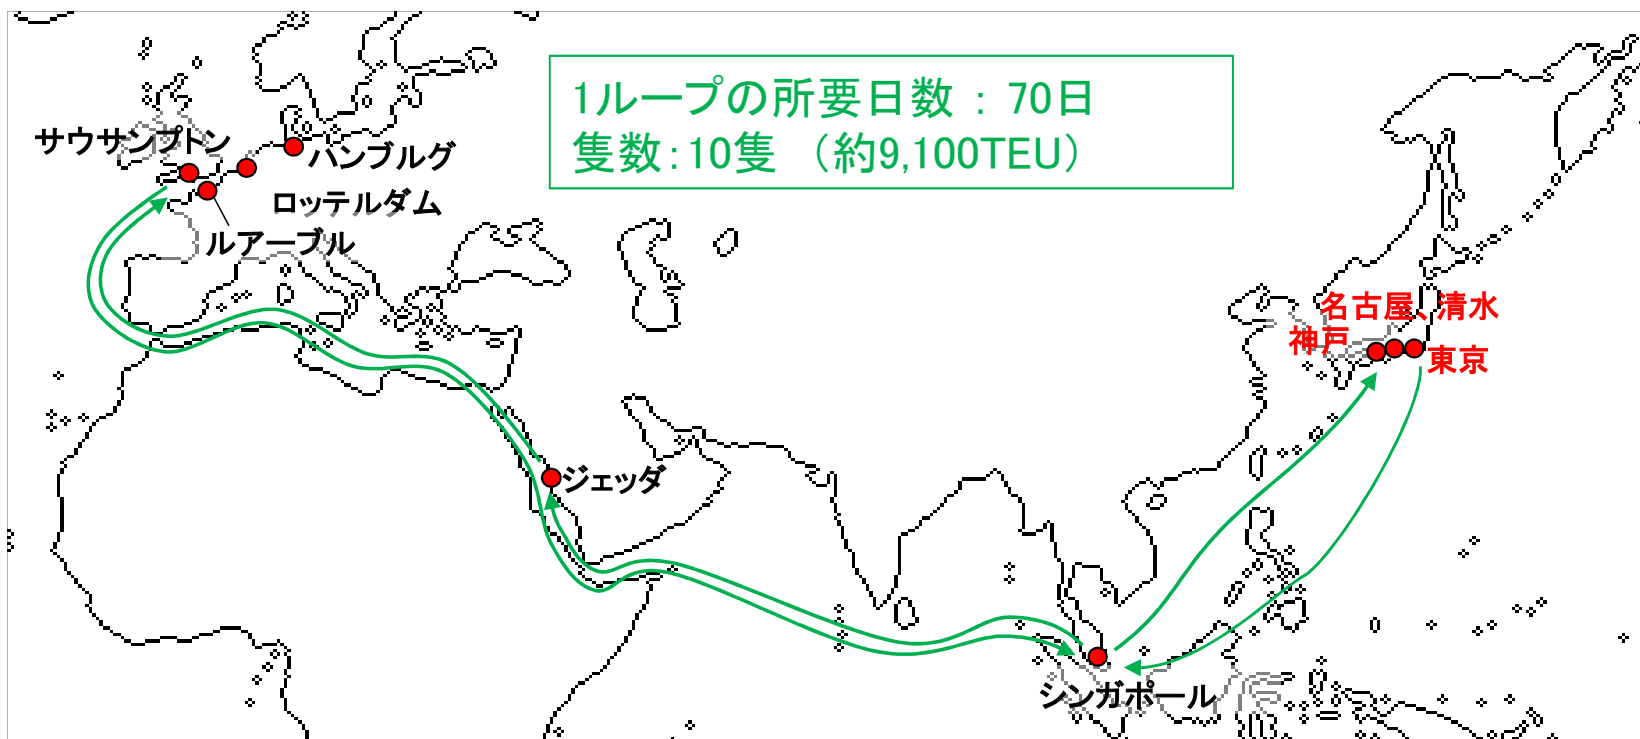 1ループの所要日数 : 70日
隻数:10隻 (約9,100TEU)
サウサンプトン
ハンブルグ
ロッテルダム
ルアーブル
名古屋、清水
神戸
東京
ジェッダ
シンガポール